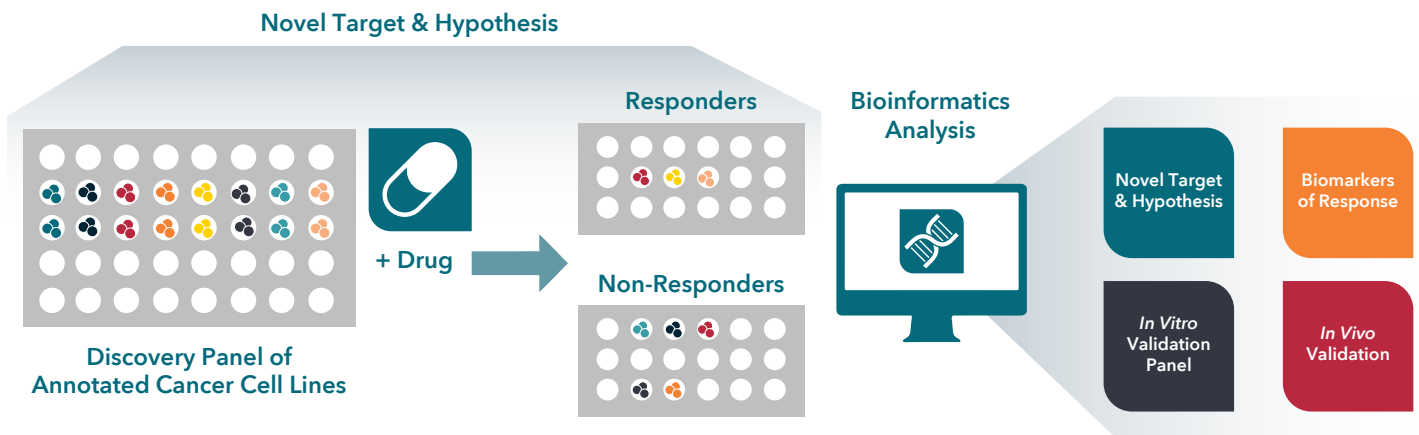 Novel Target & Hypothesis
Responders
+ Drug
Non-Responders
Discovery Panel of
Annotated Cancer Cell Lines
Bioinformatics
Analysis
Novel Target
& Hypothesis
Biomarkers
of Response
In Vitro
Validation
Panel
In Vivo
Validation